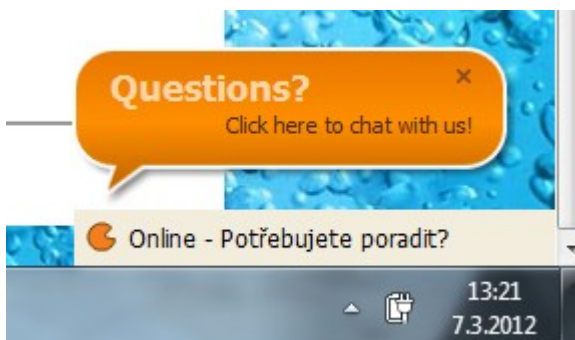 Questions?
Click here to chat with us!
Online - Potřebujete poradit?
13:21
7.3.2012